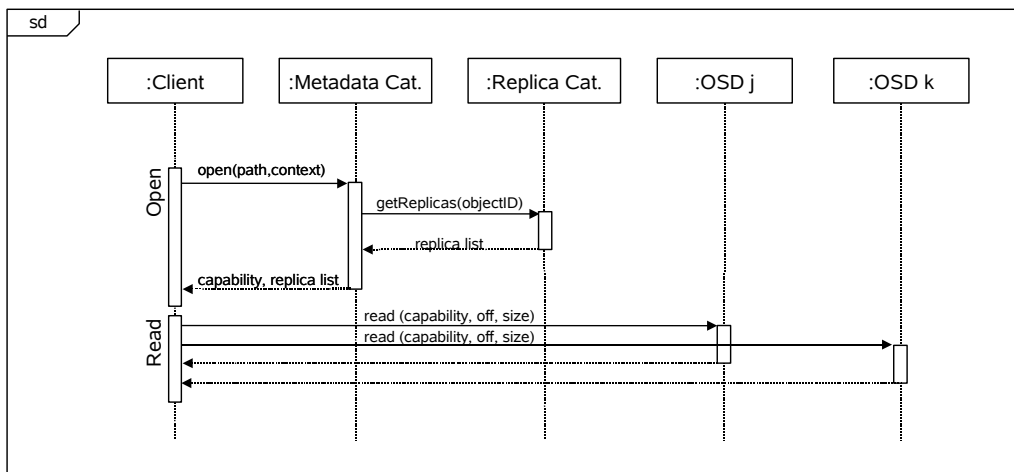 sd
:Client
:Metadata Cat.
:Replica Cat.
:OSD j
:OSD k
Open
open(path,context)
getReplicas(objectID)
replica list
capability, replica list
Read
read (capability, off, size)
read (capability, off, size)